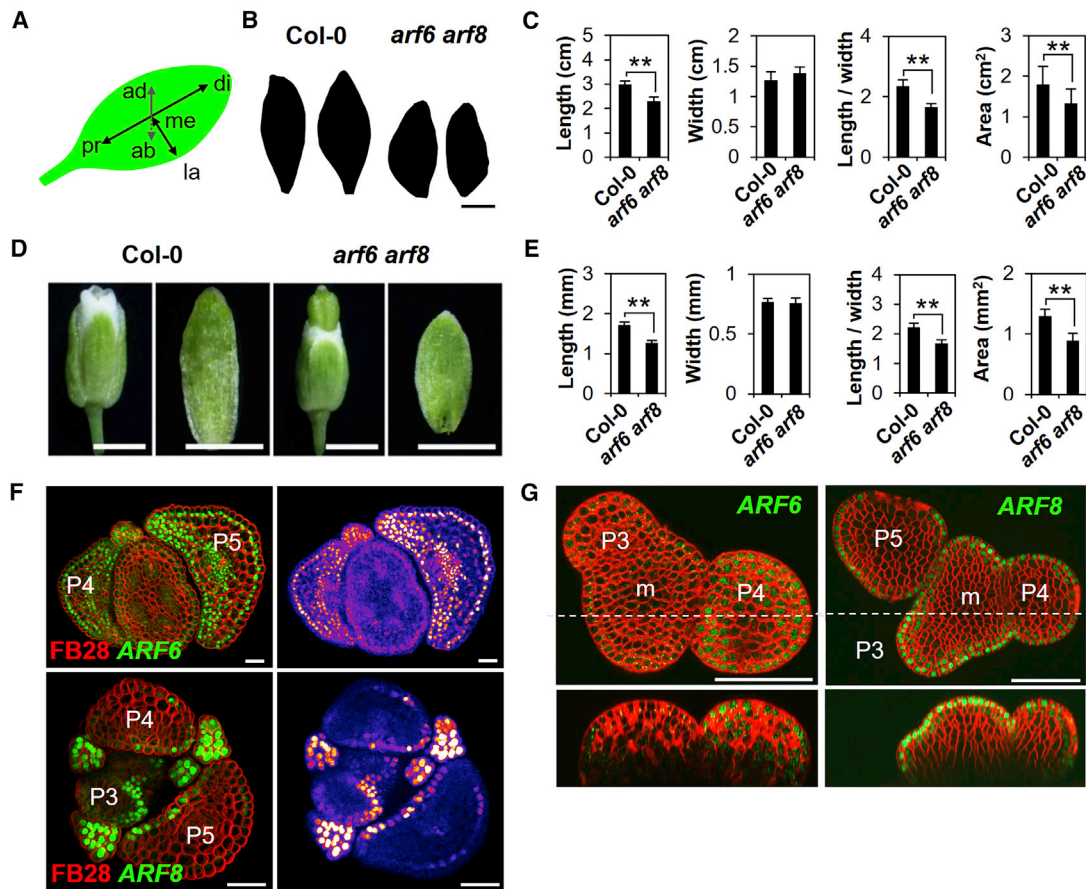 A
ad
di
me
pr
ab
la
B
Col-0
arf6 arf8
C
Length (cm)
5
4
3
2
1
0
**
Col-0
arf6 arf8
Width (cm)
2
1.5
1
0.5
0
Col-0
arf6 arf8
Length / width
4
2
0
**
Col-0
arf6 arf8
Area (cm2)
3
2
1
0
**
Col-0
arf6 arf8
D
Col-0
arf6 arf8
E
Length (mm)
2
1
0
**
Col-0
arf6 arf8
Width (mm)
1
0.5
0
Col-0
arf6 arf8
Length / width
4
3
2
1
0
**
Col-0
arf6 arf8
Area (mm2)
2
1
0
**
Col-0
arf6 arf8
F
P5
P4
FB28 ARF6
P4
P3
P5
FB28 ARF8
G
ARF6
P3
m
P4
ARF8
P5
m
P4
P3